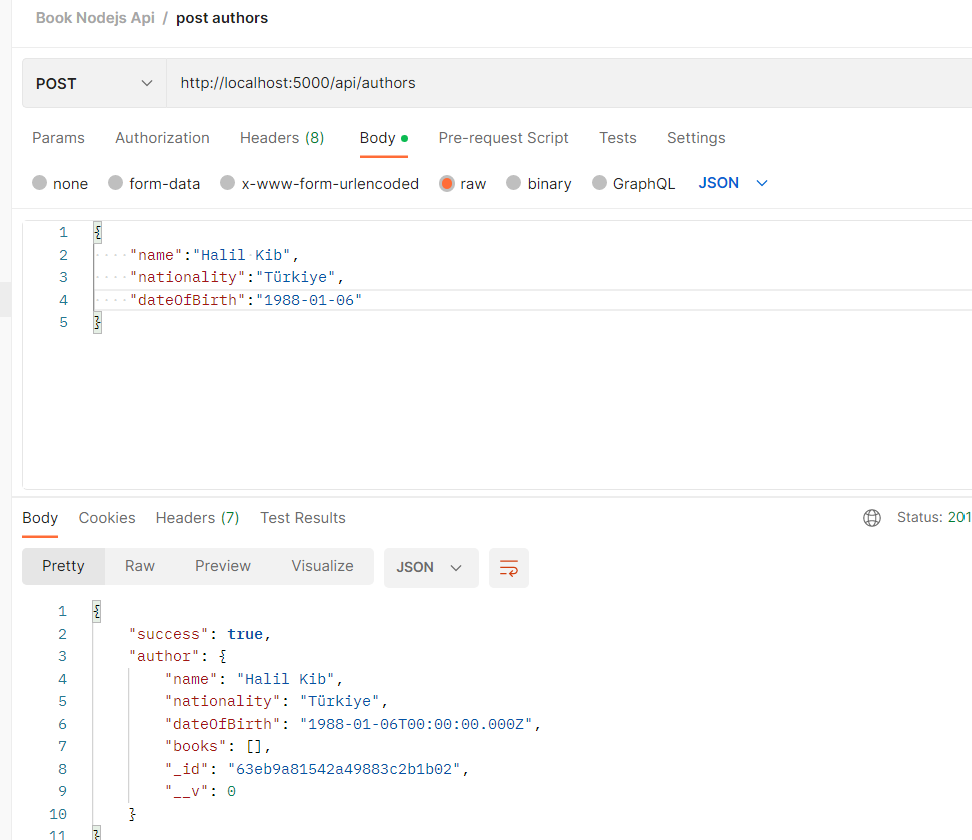 Book Nodejs Api / post authors
POST http://localhost:5000/api/authors
Params Authorization Headers (8) Body Pre-request Script Tests Settings
none form-data x-www-form-urlencoded raw binary GraphQL JSON
1 {
2 "name":"Halil Kib",
3 "nationality":"Türkiye",
4 "dateOfBirth":"1988-01-06"
5 }
Body Cookies Headers (7) Test Results Status: 201
Pretty Raw Preview Visualize JSON
1 {
2 "success": true,
3 "author": {
4 "name": "Halil Kib",
5 "nationality": "Türkiye",
6 "dateOfBirth": "1988-01-06T00:00:00.000Z",
7 "books": [],
8 "_id": "63eb9a81542a49883c2b1b02",
9 "__v": 0
10 }
11 }